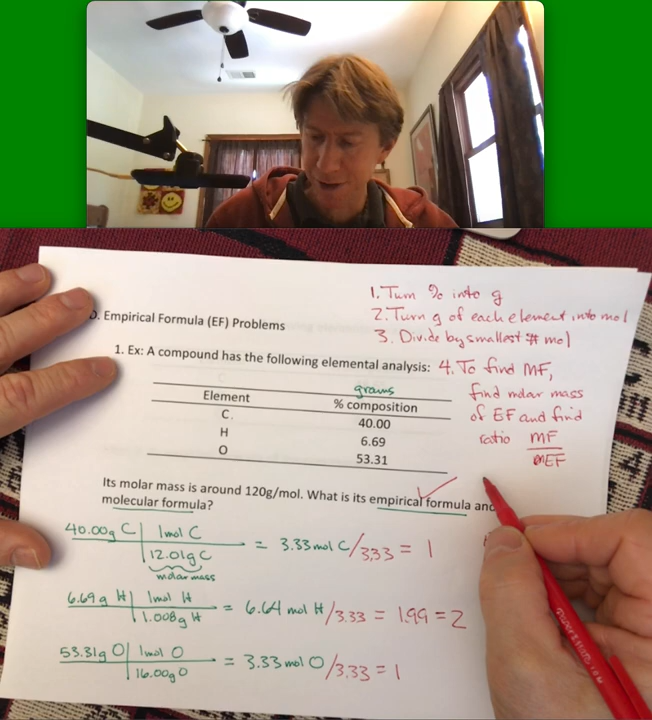 1. Turn % into g
2. Turn g of each element into mol
3. Divide by smallest # mol
D. Empirical Formula (EF) Problems
1. Ex: A compound has the following elemental analysis:
4. To find MF,
find molar mass
of EF and find
ratio MF
EF
grams
Element % composition
C. 40.00
H 6.69
O 53.31
Its molar mass is around 120g/mol. What is its empirical formula and
molecular formula?
40.00g C | 1mol C = 3.33 mol C/3.33 = 1
12.01g C
molar mass
6.69g H | 1mol H = 6.64 mol H/3.33 = 1.99 = 2
1.008g H
53.31g O | 1mol O = 3.33 mol O/3.33 = 1
16.00g O